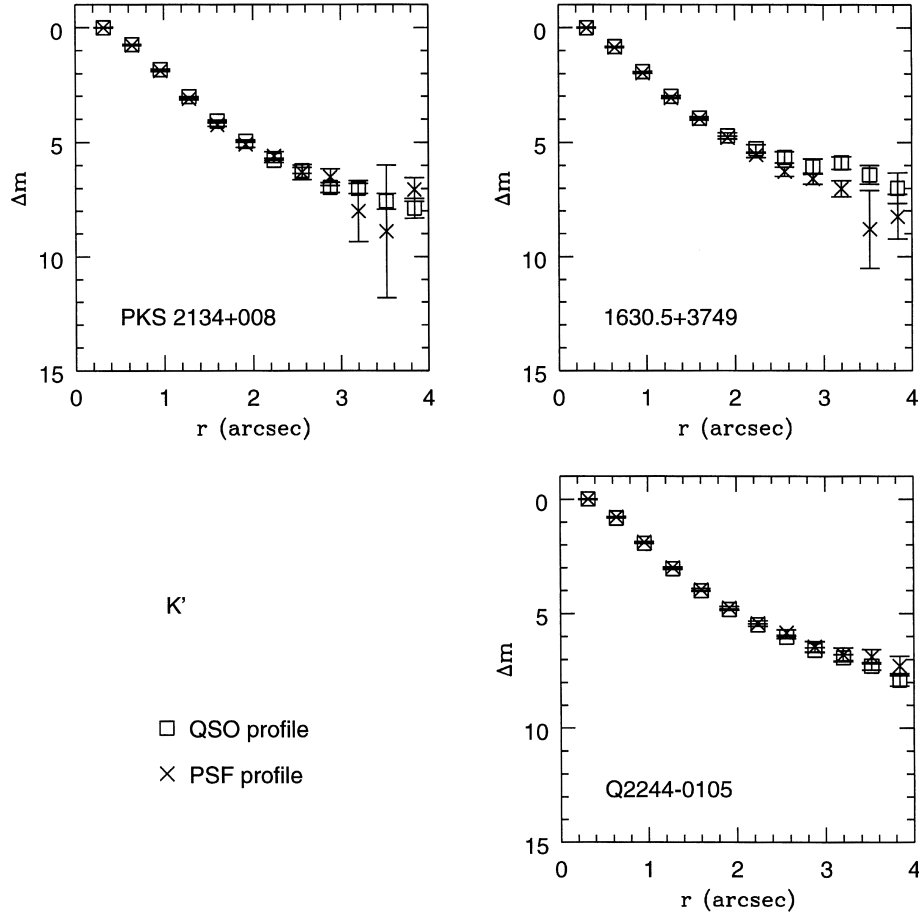 0
5
10
15
Δm
PKS 2134+008
0 1 2 3 4
r (arcsec)
0
5
10
15
Δm
1630.5+3749
0 1 2 3 4
r (arcsec)
K'
QSO profile
PSF profile
0
5
10
15
Δm
Q2244-0105
0 1 2 3 4
r (arcsec)